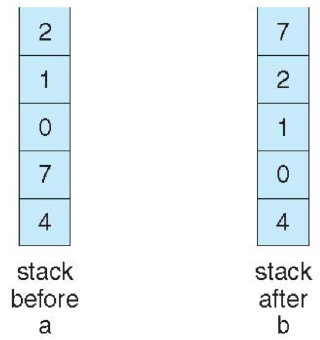 2 7
1 2
0 1
7 0
4 4
stack stack
before after
a b